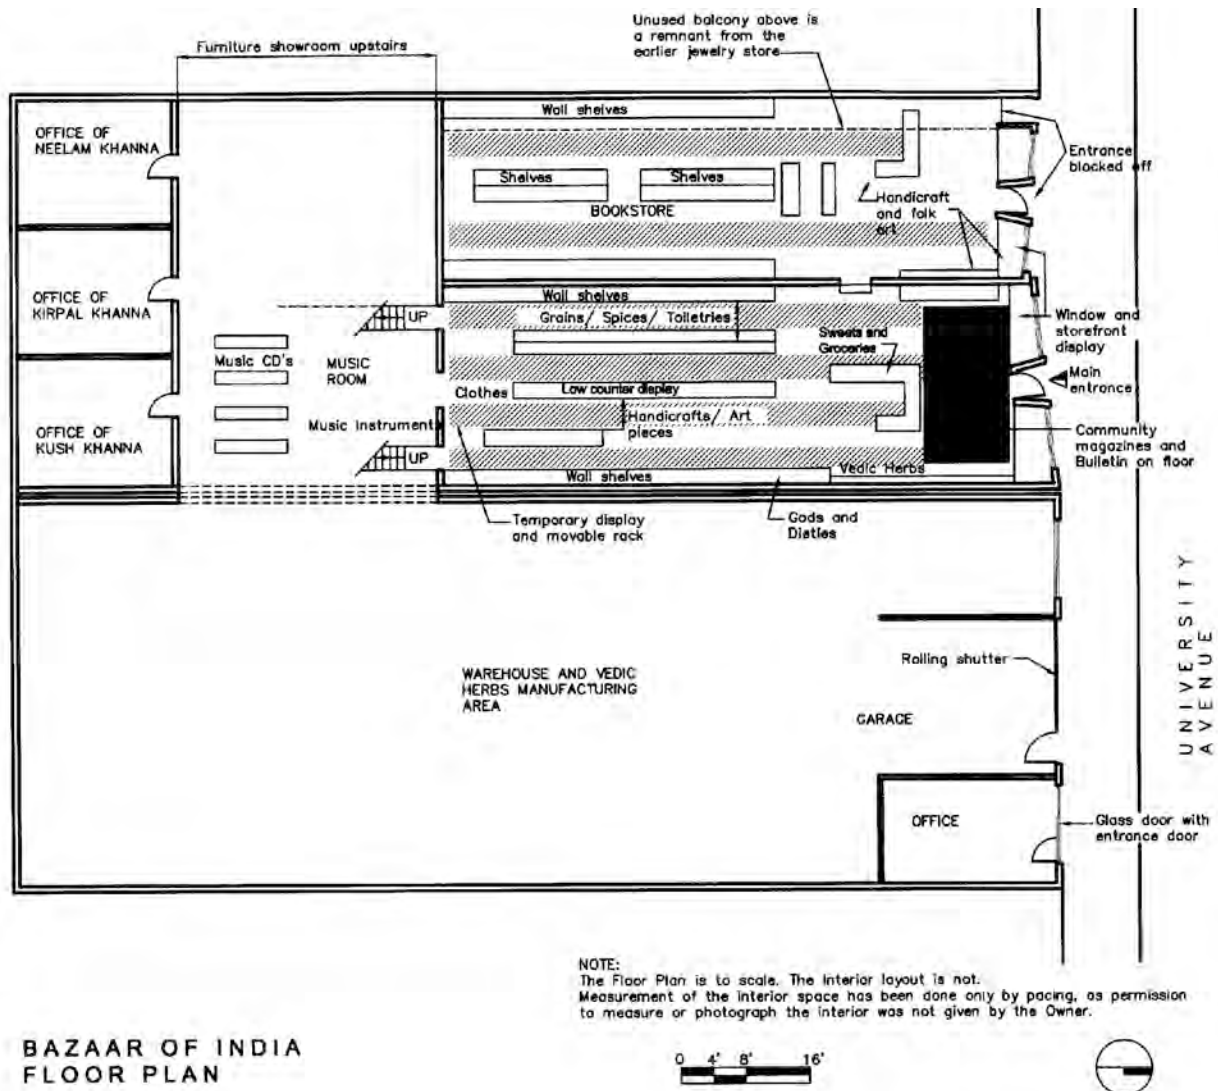 Unused balcony above is
a remnant from the
earlier jewelry store
Furniture showroom upstairs
Wall shelves
OFFICE OF
NEELAM KHANNA
Entrance
blocked off
Shelves
Shelves
Handicraft
and folk
art
BOOKSTORE
OFFICE OF
KIRPAL KHANNA
Wall shelves
UP
Grains/ Spices/ Toiletries
Sweets and
Groceries
Window and
storefront
display
Music CD's
MUSIC
ROOM
Main
entrance
Clothes
Low counter display
Handicrafts/ Art
pieces
Music Instruments
OFFICE OF
KUSH KHANNA
Community
magazines and
Bulletin on floor
UP
Wall shelves
Vedic Herbs
Temporary display
and movable rack
Gods and
Dieties
UNIVERSITY
AVENUE
Rolling shutter
WAREHOUSE AND VEDIC
HERBS MANUFACTURING
AREA
GARAGE
OFFICE
Glass door with
entrance door
NOTE:
The Floor Plan is to scale. The interior layout is not.
Measurement of the interior space has been done only by pacing, as permission
to measure or photograph the interior was not given by the Owner.
BAZAAR OF INDIA
FLOOR PLAN
0 4' 8' 16'